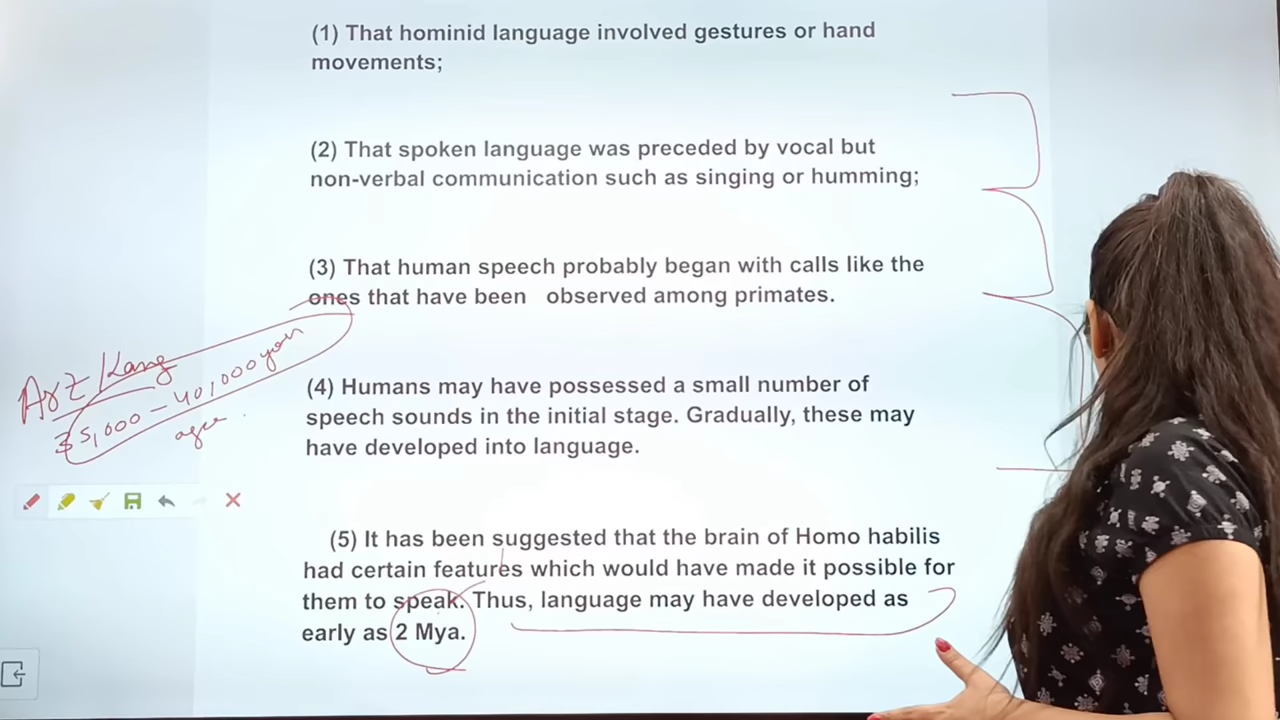 (1) That hominid language involved gestures or hand
movements;
(2) That spoken language was preceded by vocal but
non-verbal communication such as singing or humming;
(3) That human speech probably began with calls like the
ones that have been observed among primates.
Art / Lang
35,000 - 40,000 year
ago
(4) Humans may have possessed a small number of
speech sounds in the initial stage. Gradually, these may
have developed into language.
(5) It has been suggested that the brain of Homo habilis
had certain features which would have made it possible for
them to speak. Thus, language may have developed as
early as 2 Mya.